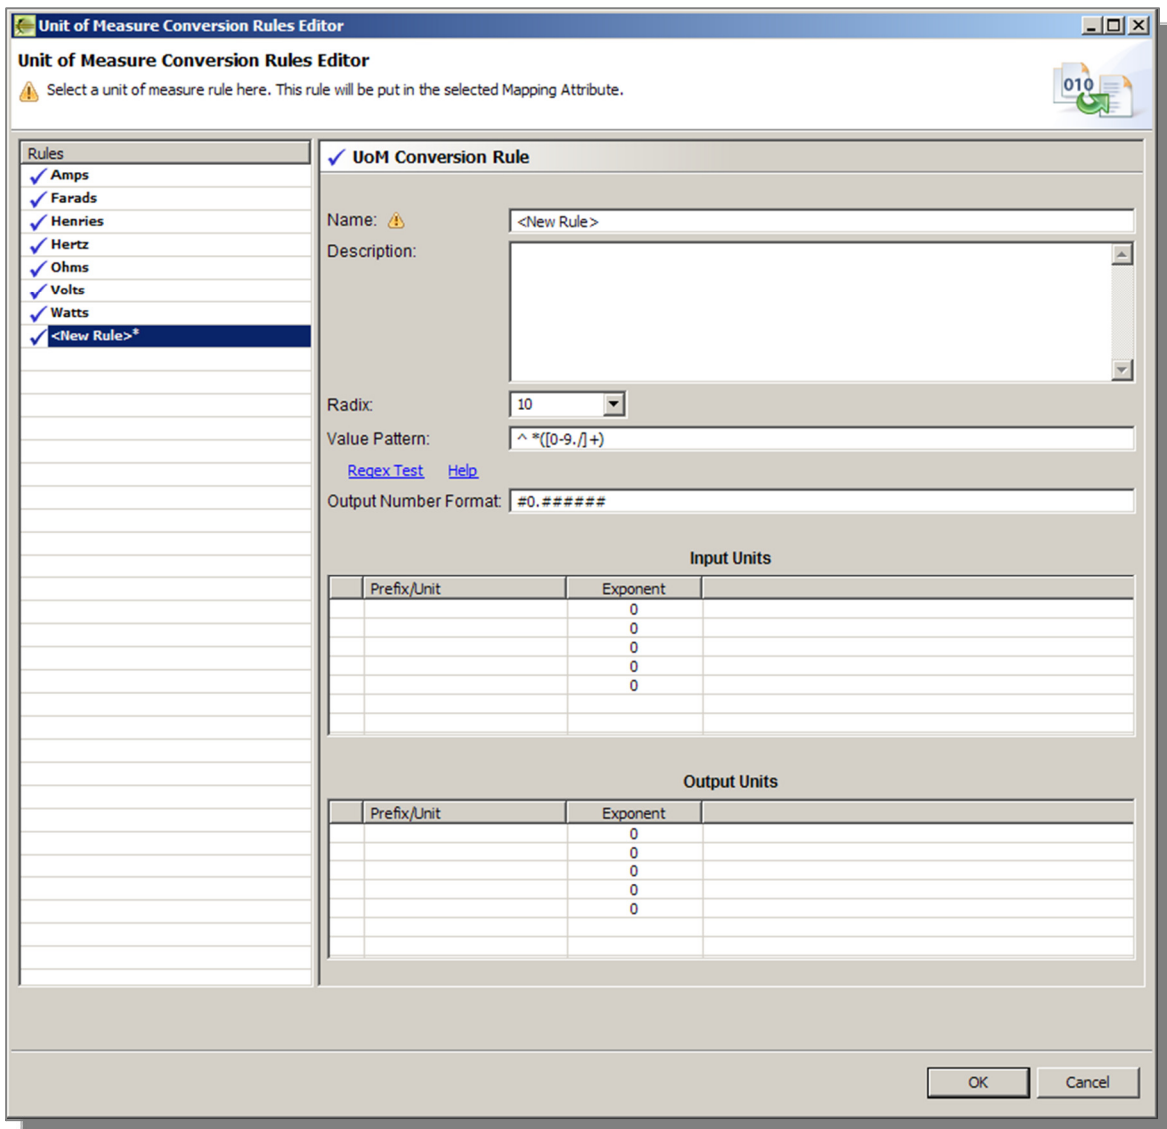 Unit of Measure Conversion Rules Editor
Unit of Measure Conversion Rules Editor
Select a unit of measure rule here. This rule will be put in the selected Mapping Attribute.
010
Rules
Amps
Farads
Henries
Hertz
Ohms
Volts
Watts
<New Rule>*
UoM Conversion Rule
Name: <New Rule>
Description:
Radix: 10
Value Pattern: ^ *([0-9./]+)
Regex Test Help
Output Number Format: #0.######
Input Units
Prefix/Unit Exponent
0
0
0
0
0
Output Units
Prefix/Unit Exponent
0
0
0
0
0
OK Cancel